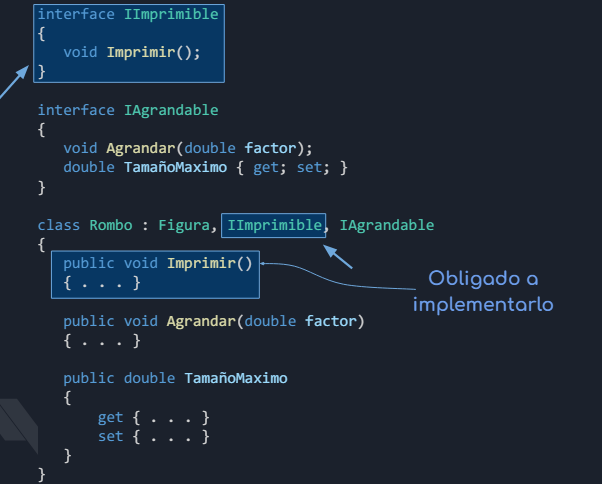 interface IImprimible
{
void Imprimir();
}
interface IAgrandable
{
void Agrandar(double factor);
double TamañoMaximo { get; set; }
}
class Rombo : Figura, IImprimible, IAgrandable
{
public void Imprimir()
{ . . . }
Obligado a
implementarlo
public void Agrandar(double factor)
{ . . . }
public double TamañoMaximo
{
get { . . . }
set { . . . }
}
}